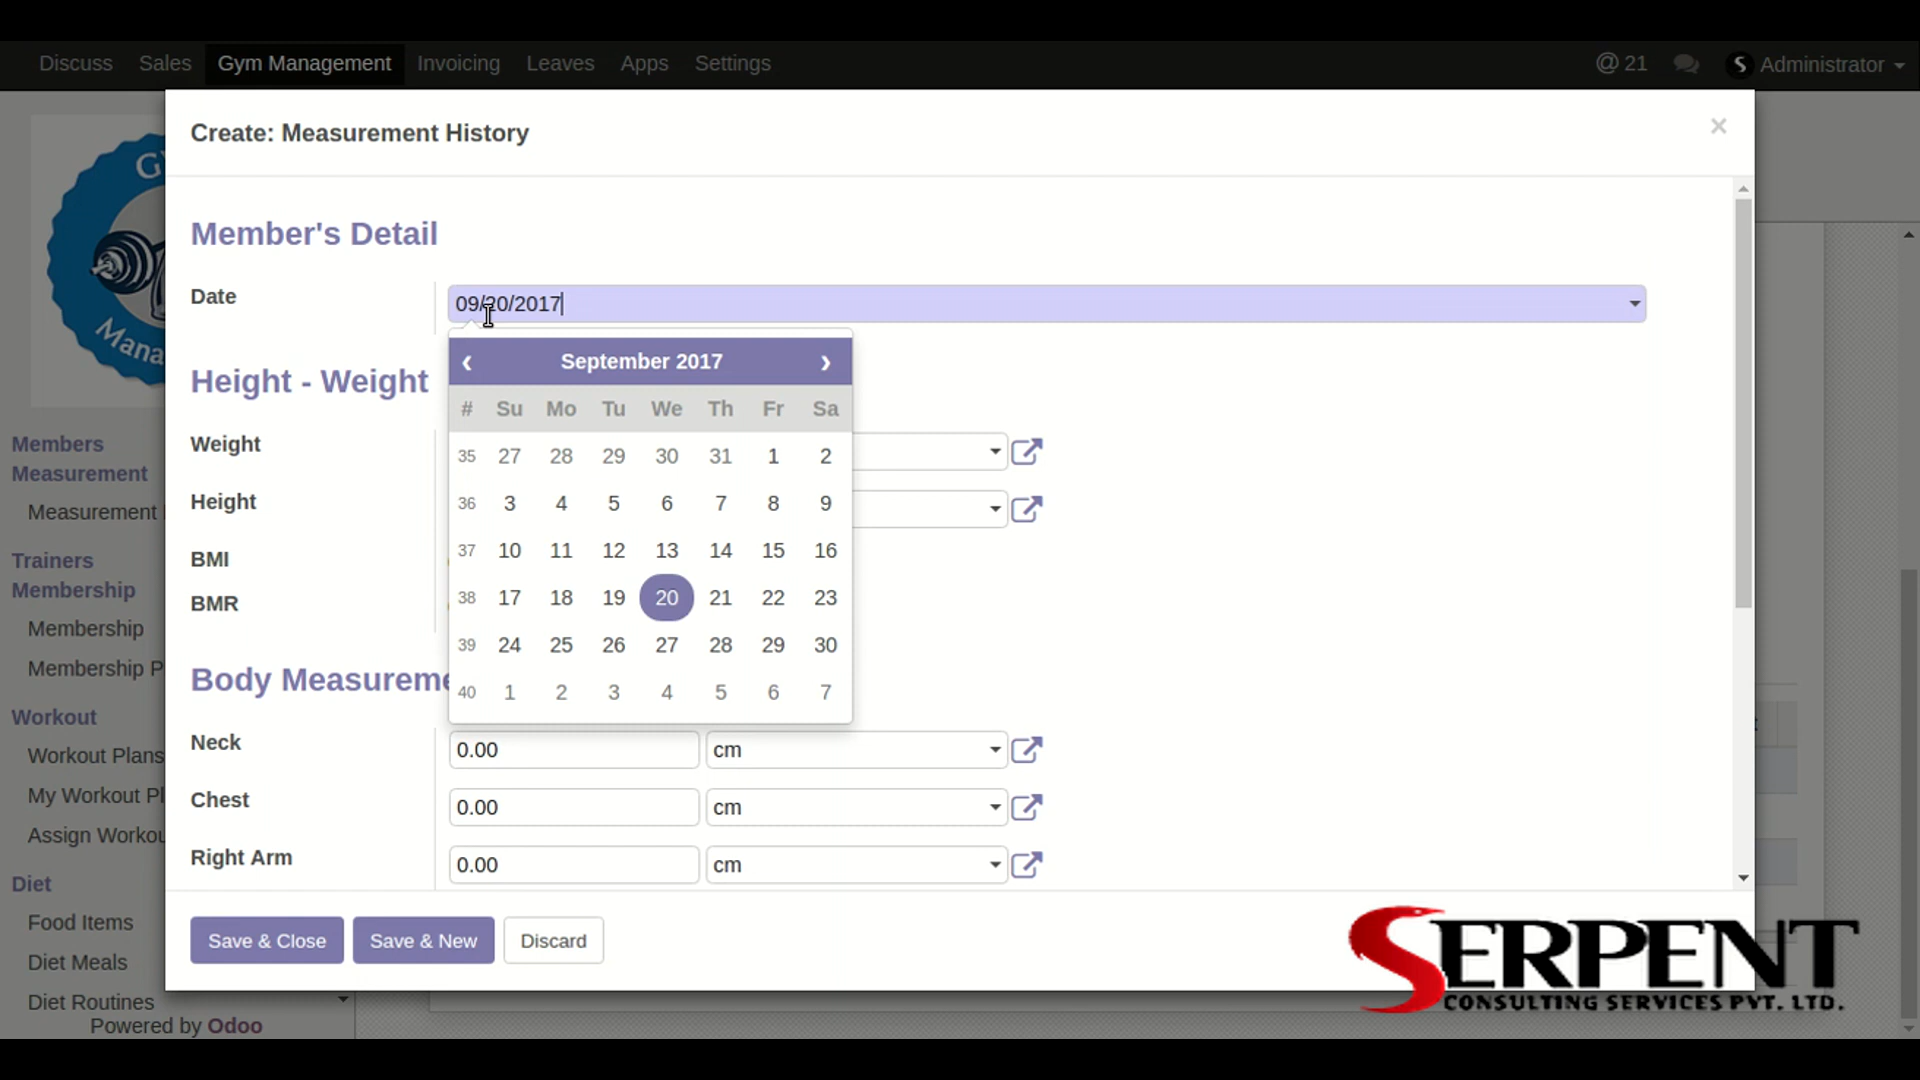 Discuss Sales Gym Management Invoicing Leaves Apps Settings @ 21 Administrator
Create: Measurement History ×
Member's Detail
Date 09/20/2017
September 2017
# Su Mo Tu We Th Fr Sa
35 27 28 29 30 31 1 2
36 3 4 5 6 7 8 9
37 10 11 12 13 14 15 16
38 17 18 19 20 21 22 23
39 24 25 26 27 28 29 30
40 1 2 3 4 5 6 7
Height - Weight
Weight
Height
BMI
BMR
Body Measureme
Neck 0.00 cm
Chest 0.00 cm
Right Arm 0.00 cm
Save & Close Save & New Discard
GY
Mana
Members
Measurement
Measurement
Trainers
Membership
Membership
Membership P
Workout
Workout Plans
My Workout Pl
Assign Workou
Diet
Food Items
Diet Meals
Diet Routines
Powered by Odoo
SERPENT
CONSULTING SERVICES PVT. LTD.